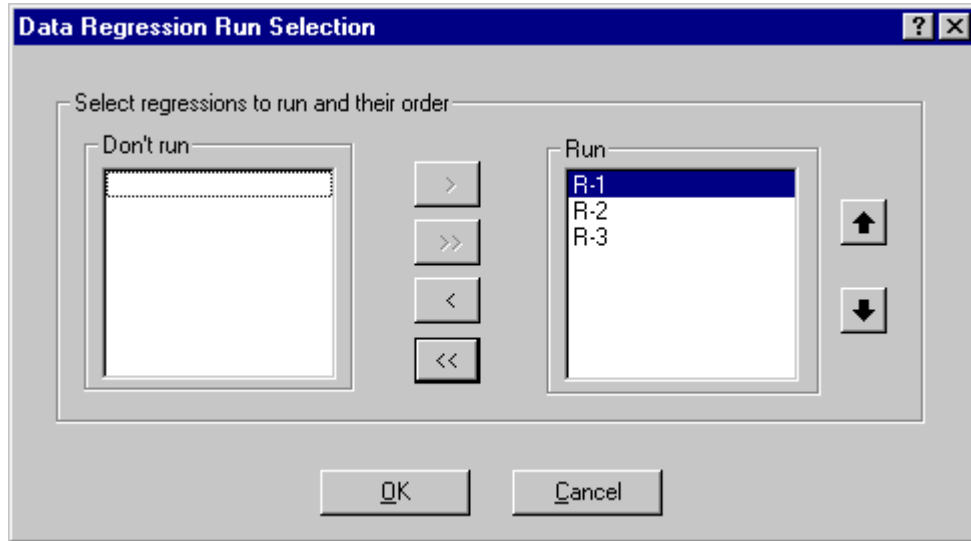 Data Regression Run Selection
Select regressions to run and their order
Don't run
Run
>
>>
<
<<
R-1
R-2
R-3
OK
Cancel